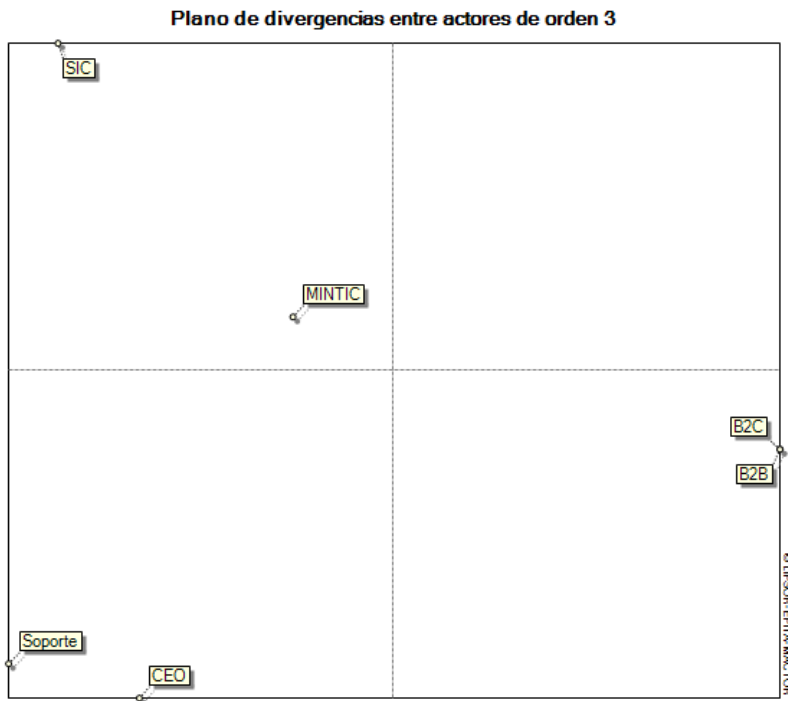 Plano de divergencias entre actores de orden 3
SIC
MINTIC
B2C
B2B
Soporte
CEO